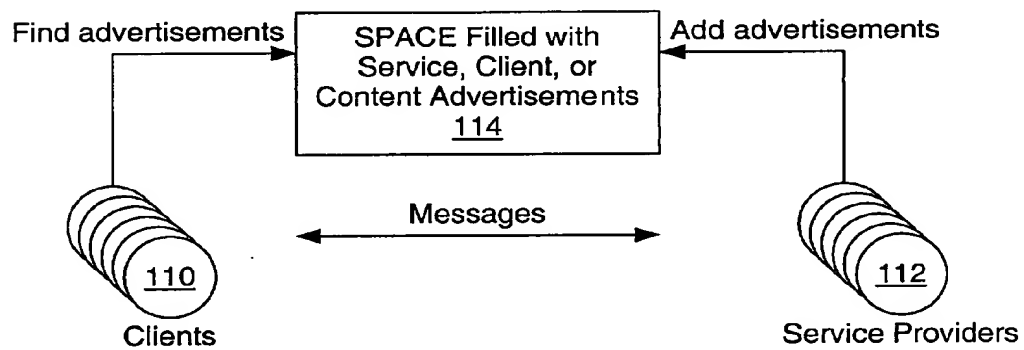 Find advertisements
SPACE Filled with
Service, Client, or
Content Advertisements
114
Add advertisements
Messages
110
Clients
112
Service Providers